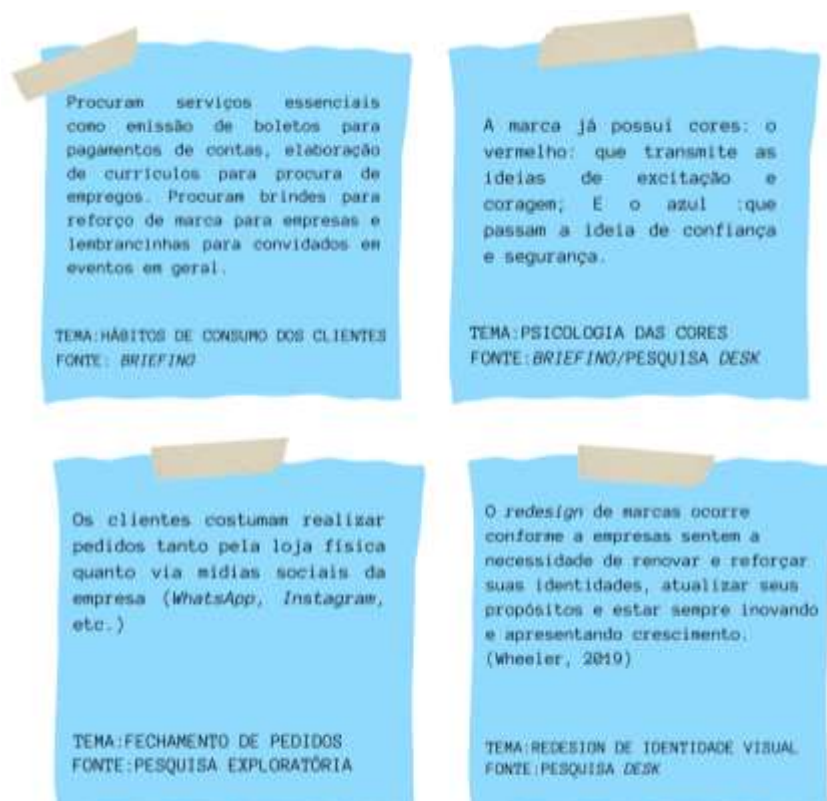 Procuram serviços essenciais
como emissão de boletos para
pagamentos de contas, elaboração
de currículos para procura de
empregos. Procuram brindes para
reforço de marca para empresas e
lembrancinhas para convidados em
eventos em geral.
TEMA:HÁBITOS DE CONSUMO DOS CLIENTES
FONTE: BRIEFING
A marca já possui cores: o
vermelho: que transmite as
ideias de excitação e
coragem; E o azul :que
passam a ideia de confiança
e segurança.
TEMA:PSICOLOGIA DAS CORES
FONTE:BRIEFING/PESQUISA DESK
Os clientes costumam realizar
pedidos tanto pela loja física
quanto via mídias sociais da
empresa (WhatsApp, Instagram,
etc.)
TEMA:FECHAMENTO DE PEDIDOS
FONTE:PESQUISA EXPLORATÓRIA
O redesign de marcas ocorre
conforme a empresas sentem a
necessidade de renovar e reforçar
suas identidades, atualizar seus
propósitos e estar sempre inovando
e apresentando crescimento.
(Wheeler, 2019)
TEMA:REDESIGN DE IDENTIDADE VISUAL
FONTE:PESQUISA DESK